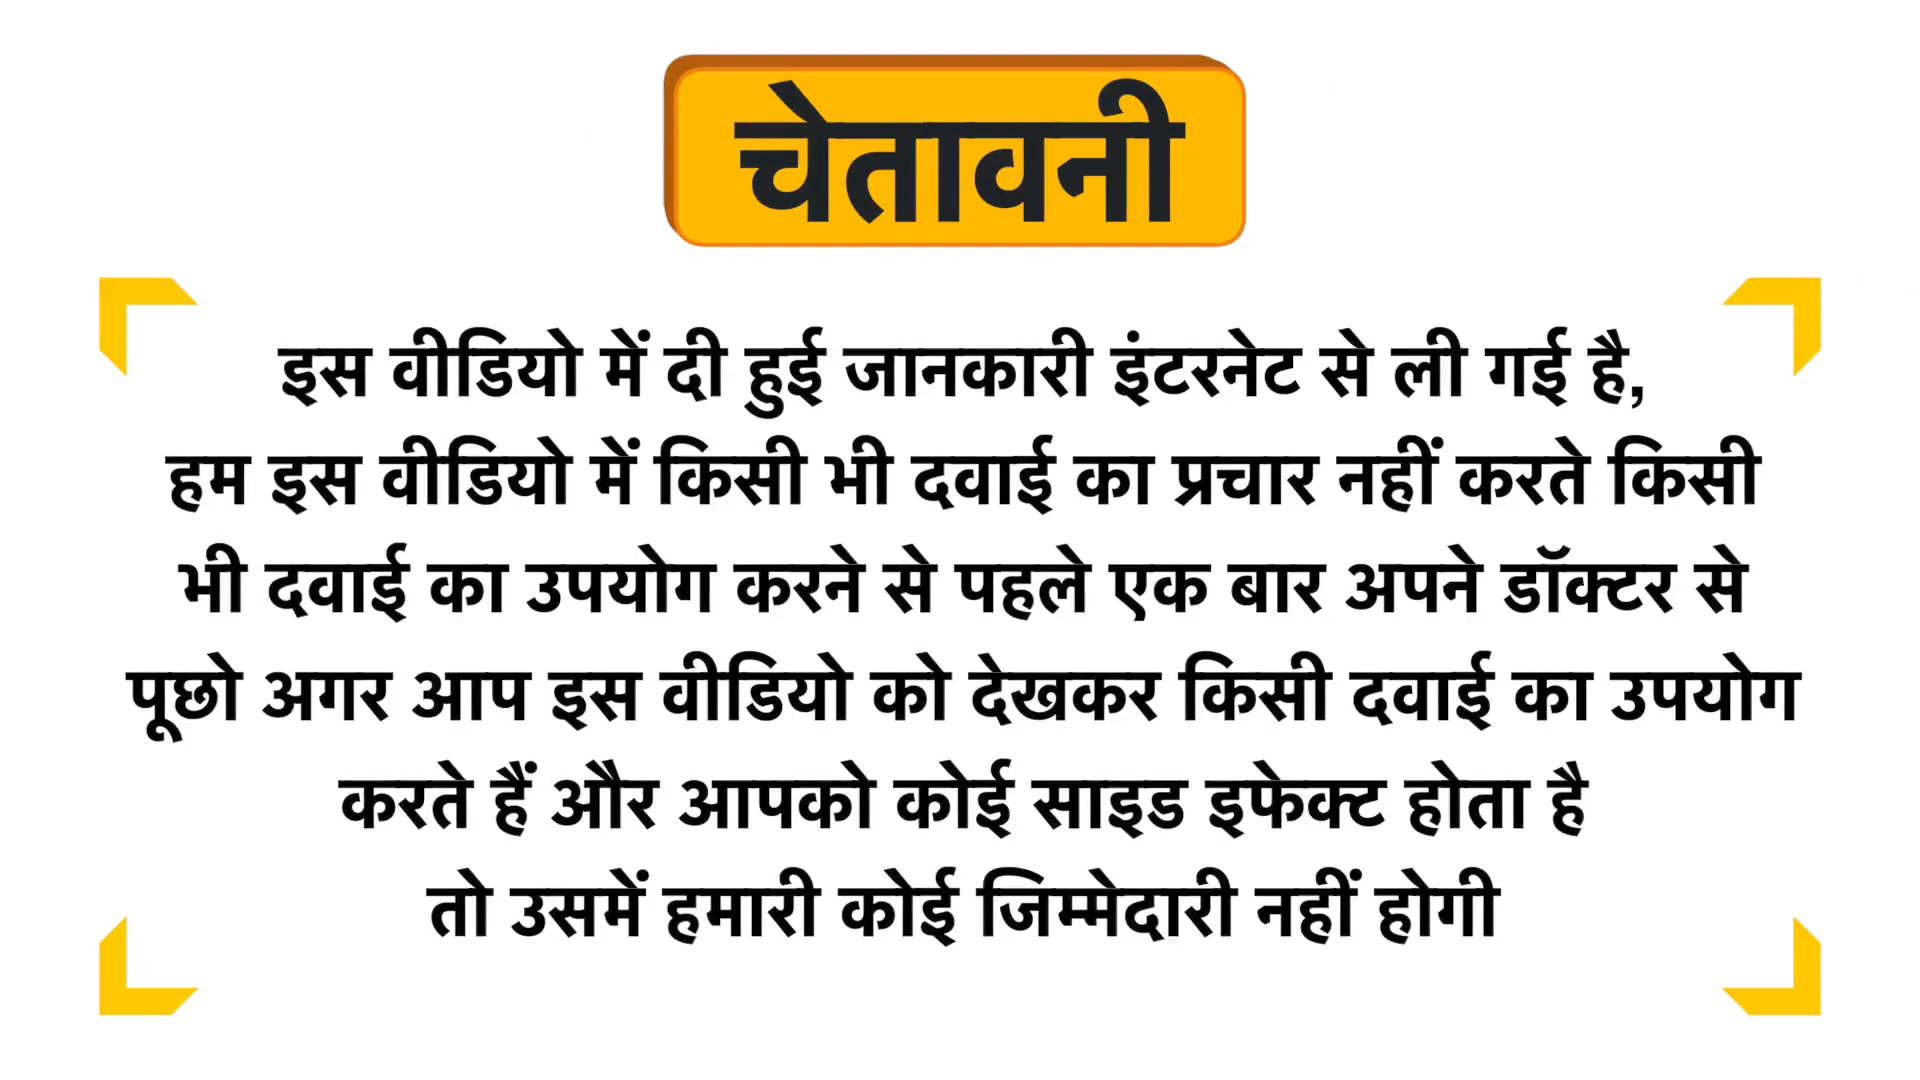 चेतावनी
इस वीडियो में दी हुई जानकारी इंटरनेट से ली गई है,
हम इस वीडियो में किसी भी दवाई का प्रचार नहीं करते किसी
भी दवाई का उपयोग करने से पहले एक बार अपने डॉक्टर से
पूछो अगर आप इस वीडियो को देखकर किसी दवाई का उपयोग
करते हैं और आपको कोई साइड इफेक्ट होता है
तो उसमें हमारी कोई जिम्मेदारी नहीं होगी